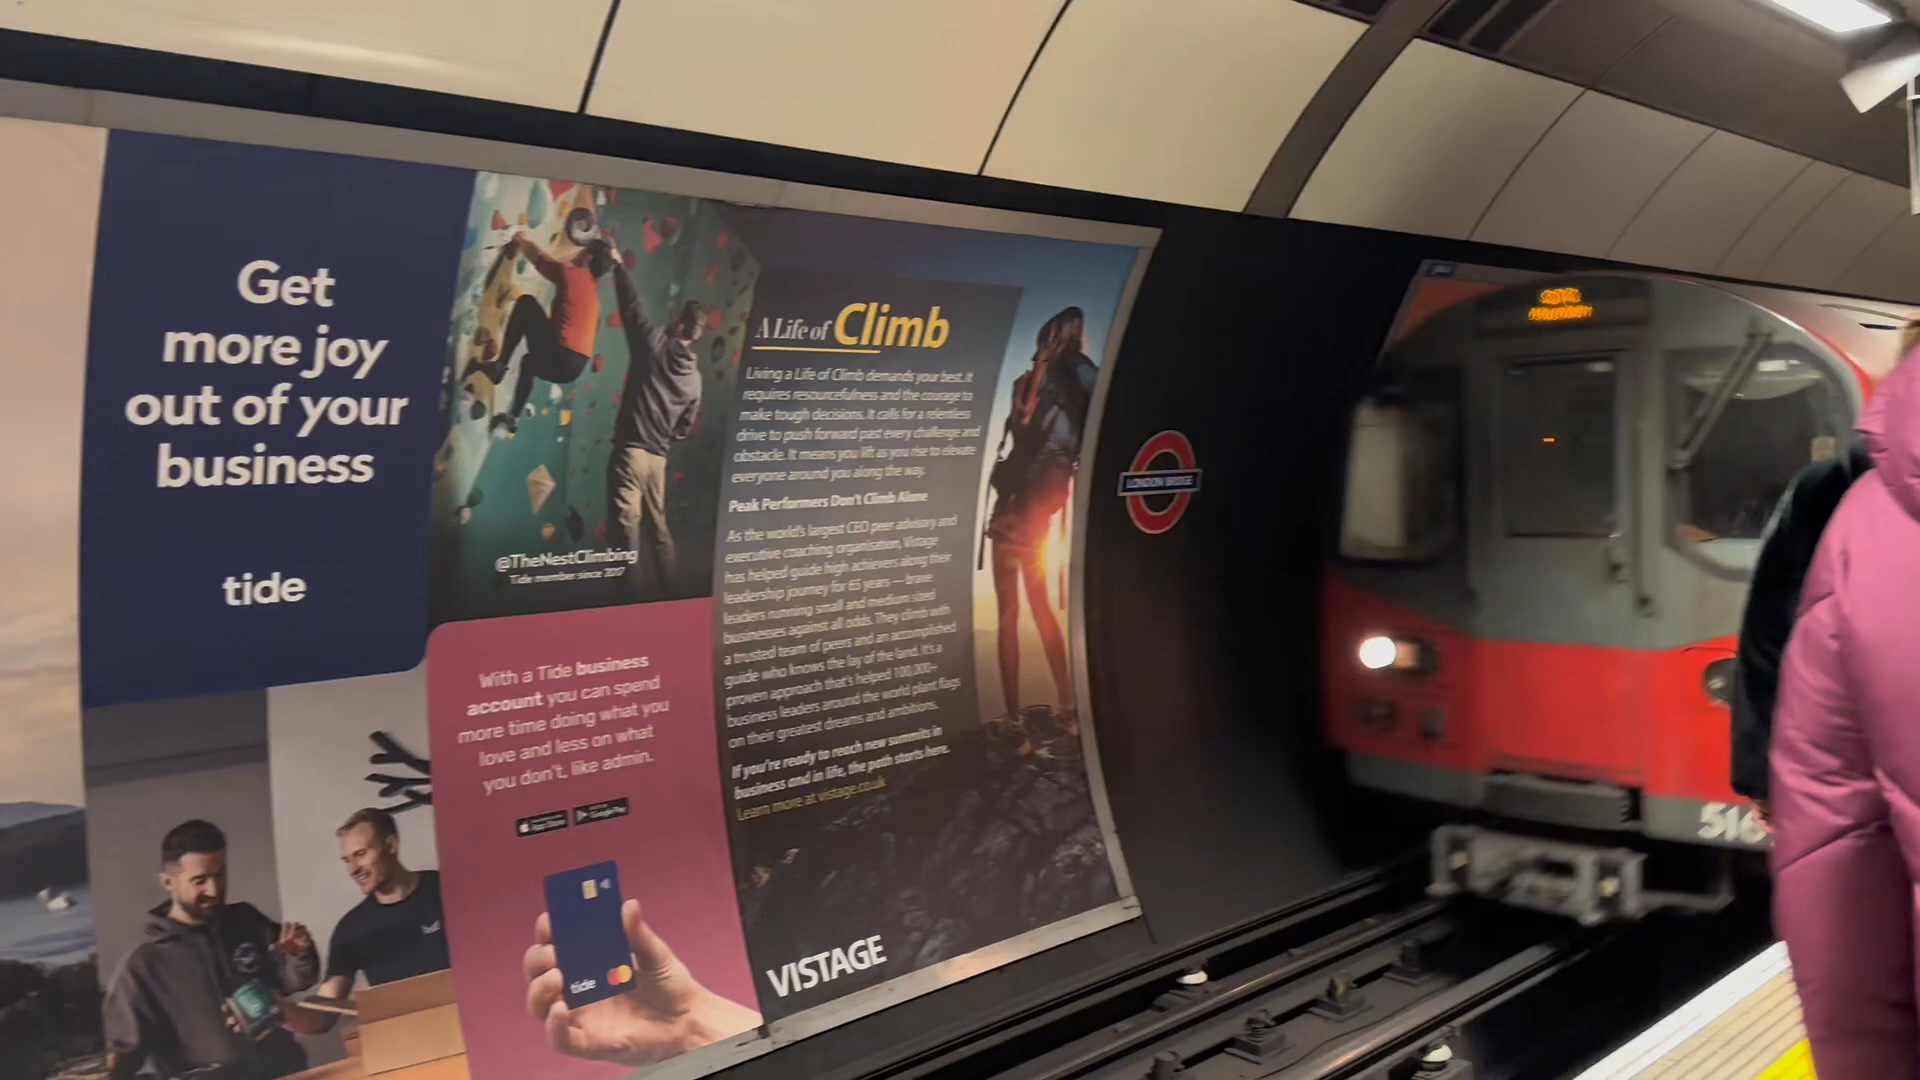 Get
more joy
out of your
business
tide
@TheNestClimbing
Tide member since 2017
With a Tide business
account you can spend
more time doing what you
love and less on what
you don't, like admin.
App Store
Google Play
tide
A Life of Climb
Living a Life of Climb demands your best. It
requires resourcefulness and the courage to
make tough decisions. It calls for a relentless
drive to push forward past every challenge and
obstacle. It means you lift as you rise to elevate
everyone around you along the way.
Peak Performers Don't Climb Alone
As the world's largest CEO peer advisory and
executive coaching organisation, Vistage
has helped guide high achievers along their
leadership journey for 65 years — brave
leaders running small and medium sized
businesses against all odds. They climb with
a trusted team of peers and an accomplished
guide who knows the lay of the land. It's a
proven approach that's helped 100,000+
business leaders around the world plant flags
on their greatest dreams and ambitions.
If you're ready to reach new summits in
business and in life, the path starts here.
Learn more at vistage.co.uk
VISTAGE
LONDON BRIDGE
516